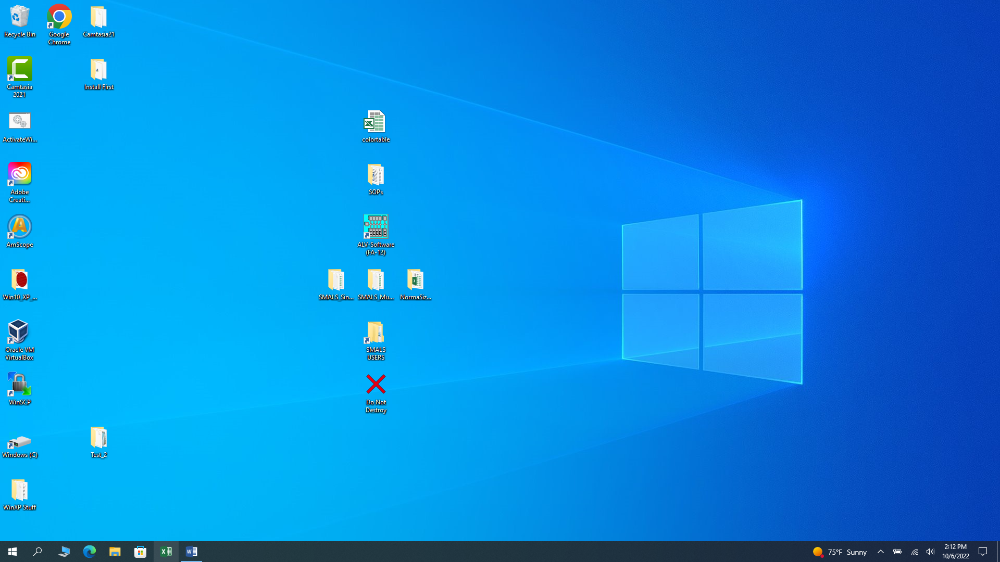 Recycle Bin
Google
Chrome
Camtasia21
Camtasia
2021
Install First
ActivateWi...
colortable
Adobe
Creati...
SOPs
AmScope
ALV-Software
(FA-12)
Win10_XP_...
SMALS_Sin...
SMALS_Mu...
NormaSiz...
Oracle VM
VirtualBox
SMALS
USERS
WinSCP
Do Not
Destroy
Windows (C)
Test_2
WinXP Stuff
75°F Sunny
2:12 PM
10/6/2022